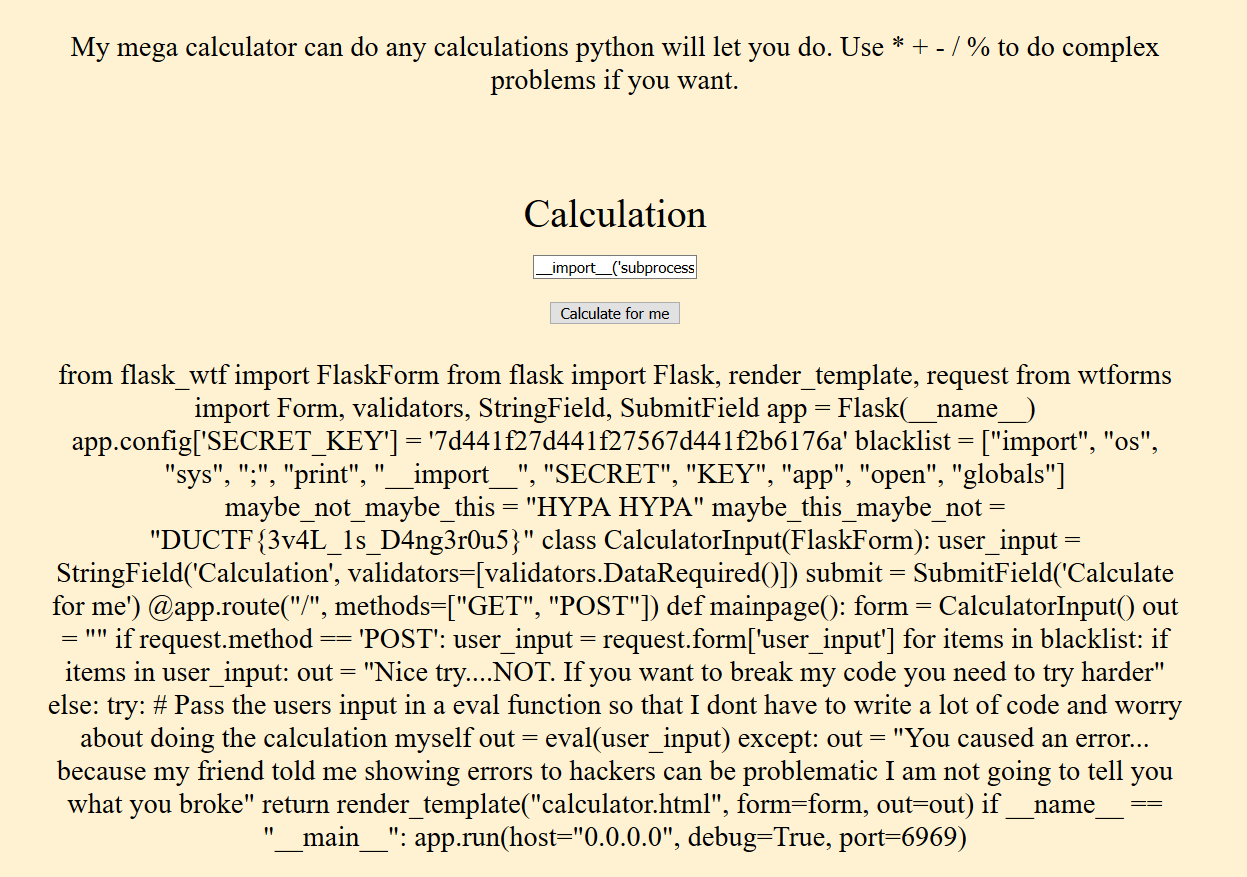 My mega calculator can do any calculations python will let you do. Use * + - / % to do complex
problems if you want.
Calculation
__import__('subprocess
Calculate for me
from flask_wtf import FlaskForm from flask import Flask, render_template, request from wtforms
import Form, validators, StringField, SubmitField app = Flask(__name__)
app.config['SECRET_KEY'] = '7d441f27d441f27567d441f2b6176a' blacklist = ["import", "os",
"sys", ";", "print", "__import__", "SECRET", "KEY", "app", "open", "globals"]
maybe_not_maybe_this = "HYPA HYPA" maybe_this_maybe_not =
"DUCTF{3v4L_1s_D4ng3r0u5}" class CalculatorInput(FlaskForm): user_input =
StringField('Calculation', validators=[validators.DataRequired()]) submit = SubmitField('Calculate
for me') @app.route("/", methods=["GET", "POST"]) def mainpage(): form = CalculatorInput() out
= "" if request.method == 'POST': user_input = request.form['user_input'] for items in blacklist: if
items in user_input: out = "Nice try....NOT. If you want to break my code you need to try harder"
else: try: # Pass the users input in a eval function so that I dont have to write a lot of code and worry
about doing the calculation myself out = eval(user_input) except: out = "You caused an error...
because my friend told me showing errors to hackers can be problematic I am not going to tell you
what you broke" return render_template("calculator.html", form=form, out=out) if __name__ ==
"__main__": app.run(host="0.0.0.0", debug=True, port=6969)